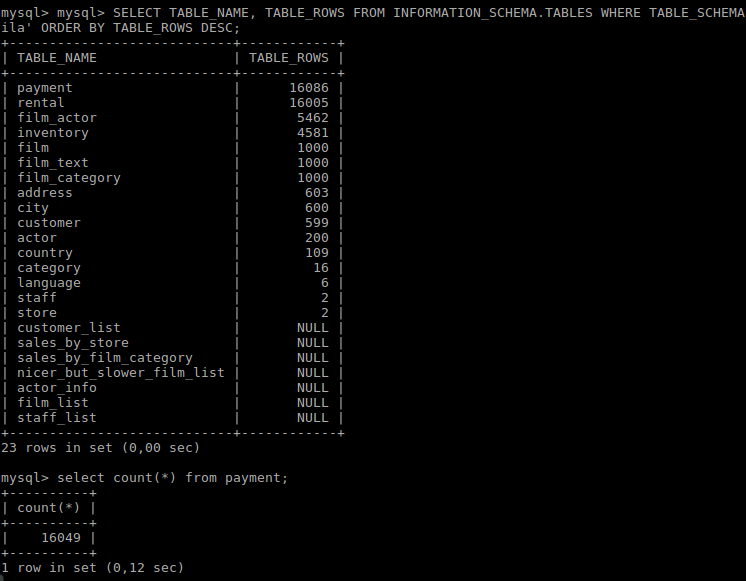 mysql> mysql> SELECT TABLE_NAME, TABLE_ROWS FROM INFORMATION_SCHEMA.TABLES WHERE TABLE_SCHEMA
ila' ORDER BY TABLE_ROWS DESC;
+----------------------------+------------+
| TABLE_NAME                 | TABLE_ROWS |
+----------------------------+------------+
| payment                    |      16086 |
| rental                     |      16005 |
| film_actor                 |       5462 |
| inventory                  |       4581 |
| film                       |       1000 |
| film_text                  |       1000 |
| film_category              |       1000 |
| address                    |        603 |
| city                       |        600 |
| customer                   |        599 |
| actor                      |        200 |
| country                    |        109 |
| category                   |         16 |
| language                   |          6 |
| staff                      |          2 |
| store                      |          2 |
| customer_list              |       NULL |
| sales_by_store             |       NULL |
| sales_by_film_category     |       NULL |
| nicer_but_slower_film_list |       NULL |
| actor_info                 |       NULL |
| film_list                  |       NULL |
| staff_list                 |       NULL |
+----------------------------+------------+
23 rows in set (0,00 sec)

mysql> select count(*) from payment;
+----------+
| count(*) |
+----------+
|    16049 |
+----------+
1 row in set (0,12 sec)